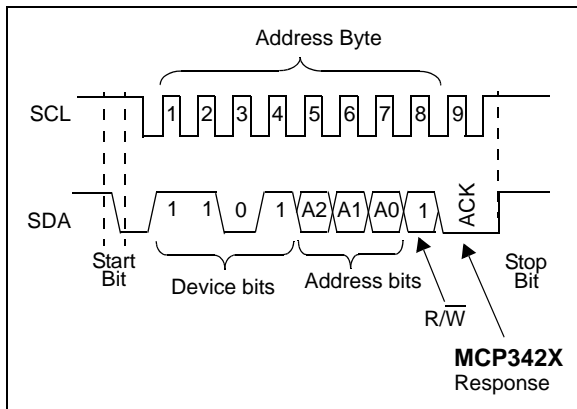 Address Byte
SCL 1 2 3 4 5 6 7 8 9
SDA 1 1 0 1 A2 A1 A0 1 ACK
Start
Bit
Device bits
Address bits
Stop
Bit
R/W̅
MCP342X
Response